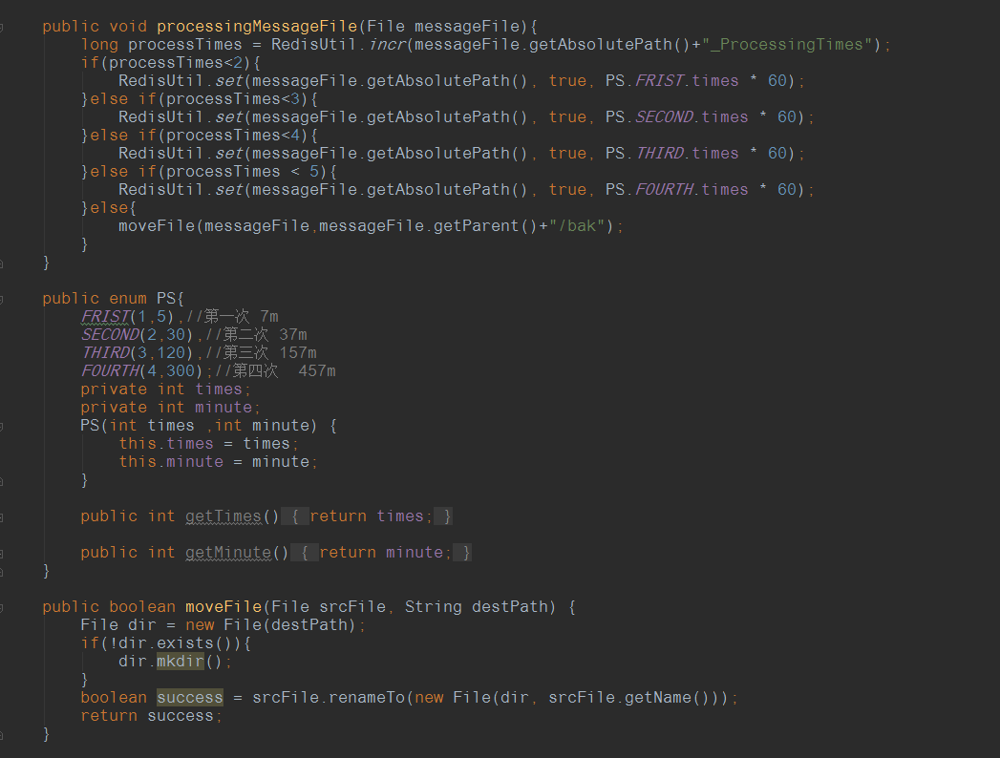 public void processingMessageFile(File messageFile){
long processTimes = RedisUtil.incr(messageFile.getAbsolutePath()+"_ProcessingTimes");
if(processTimes<2){
RedisUtil.set(messageFile.getAbsolutePath(), true, PS.FRIST.times * 60);
}else if(processTimes<3){
RedisUtil.set(messageFile.getAbsolutePath(), true, PS.SECOND.times * 60);
}else if(processTimes<4){
RedisUtil.set(messageFile.getAbsolutePath(), true, PS.THIRD.times * 60);
}else if(processTimes < 5){
RedisUtil.set(messageFile.getAbsolutePath(), true, PS.FOURTH.times * 60);
}else{
moveFile(messageFile,messageFile.getParent()+"/bak");
}
}
public enum PS{
FRIST(1,5),//第一次 7m
SECOND(2,30),//第二次 37m
THIRD(3,120),//第三次 157m
FOURTH(4,300);//第四次  457m
private int times;
private int minute;
PS(int times ,int minute) {
this.times = times;
this.minute = minute;
}
public int getTimes() { return times; }
public int getMinute() { return minute; }
}
public boolean moveFile(File srcFile, String destPath) {
File dir = new File(destPath);
if(!dir.exists()){
dir.mkdir();
}
boolean success = srcFile.renameTo(new File(dir, srcFile.getName()));
return success;
}